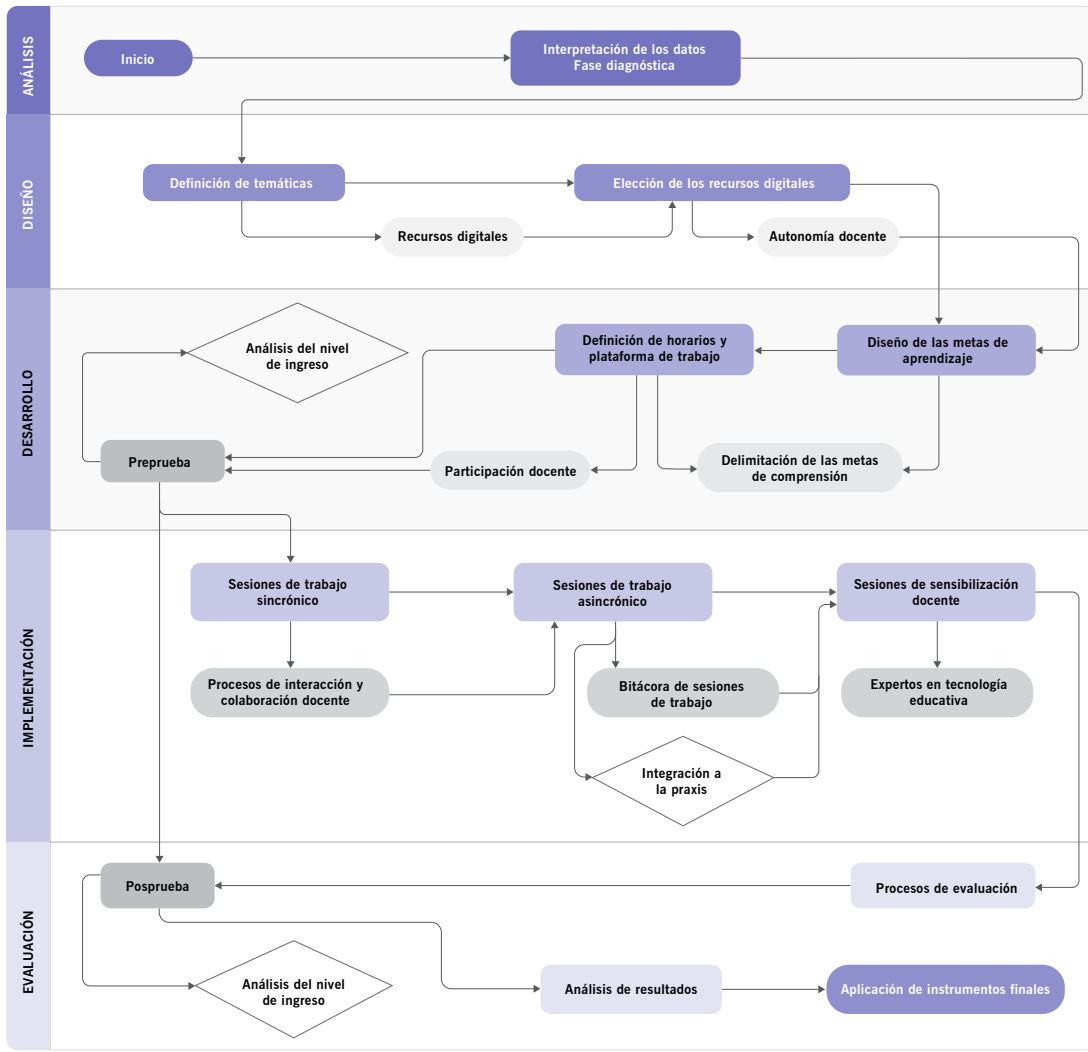 ANÁLISIS
Inicio
Interpretación de los datos
Fase diagnóstica
DISEÑO
Definición de temáticas
Elección de los recursos digitales
Recursos digitales
Autonomía docente
DESARROLLO
Análisis del nivel
de ingreso
Definición de horarios y
plataforma de trabajo
Diseño de las metas de
aprendizaje
Preprueba
Participación docente
Delimitación de las metas
de comprensión
IMPLEMENTACIÓN
Sesiones de trabajo
sincrónico
Sesiones de trabajo
asincrónico
Sesiones de sensibilización
docente
Procesos de interacción y
colaboración docente
Bitácora de sesiones
de trabajo
Expertos en tecnología
educativa
Integración a
la praxis
EVALUACIÓN
Posprueba
Procesos de evaluación
Análisis del nivel
de ingreso
Análisis de resultados
Aplicación de instrumentos finales